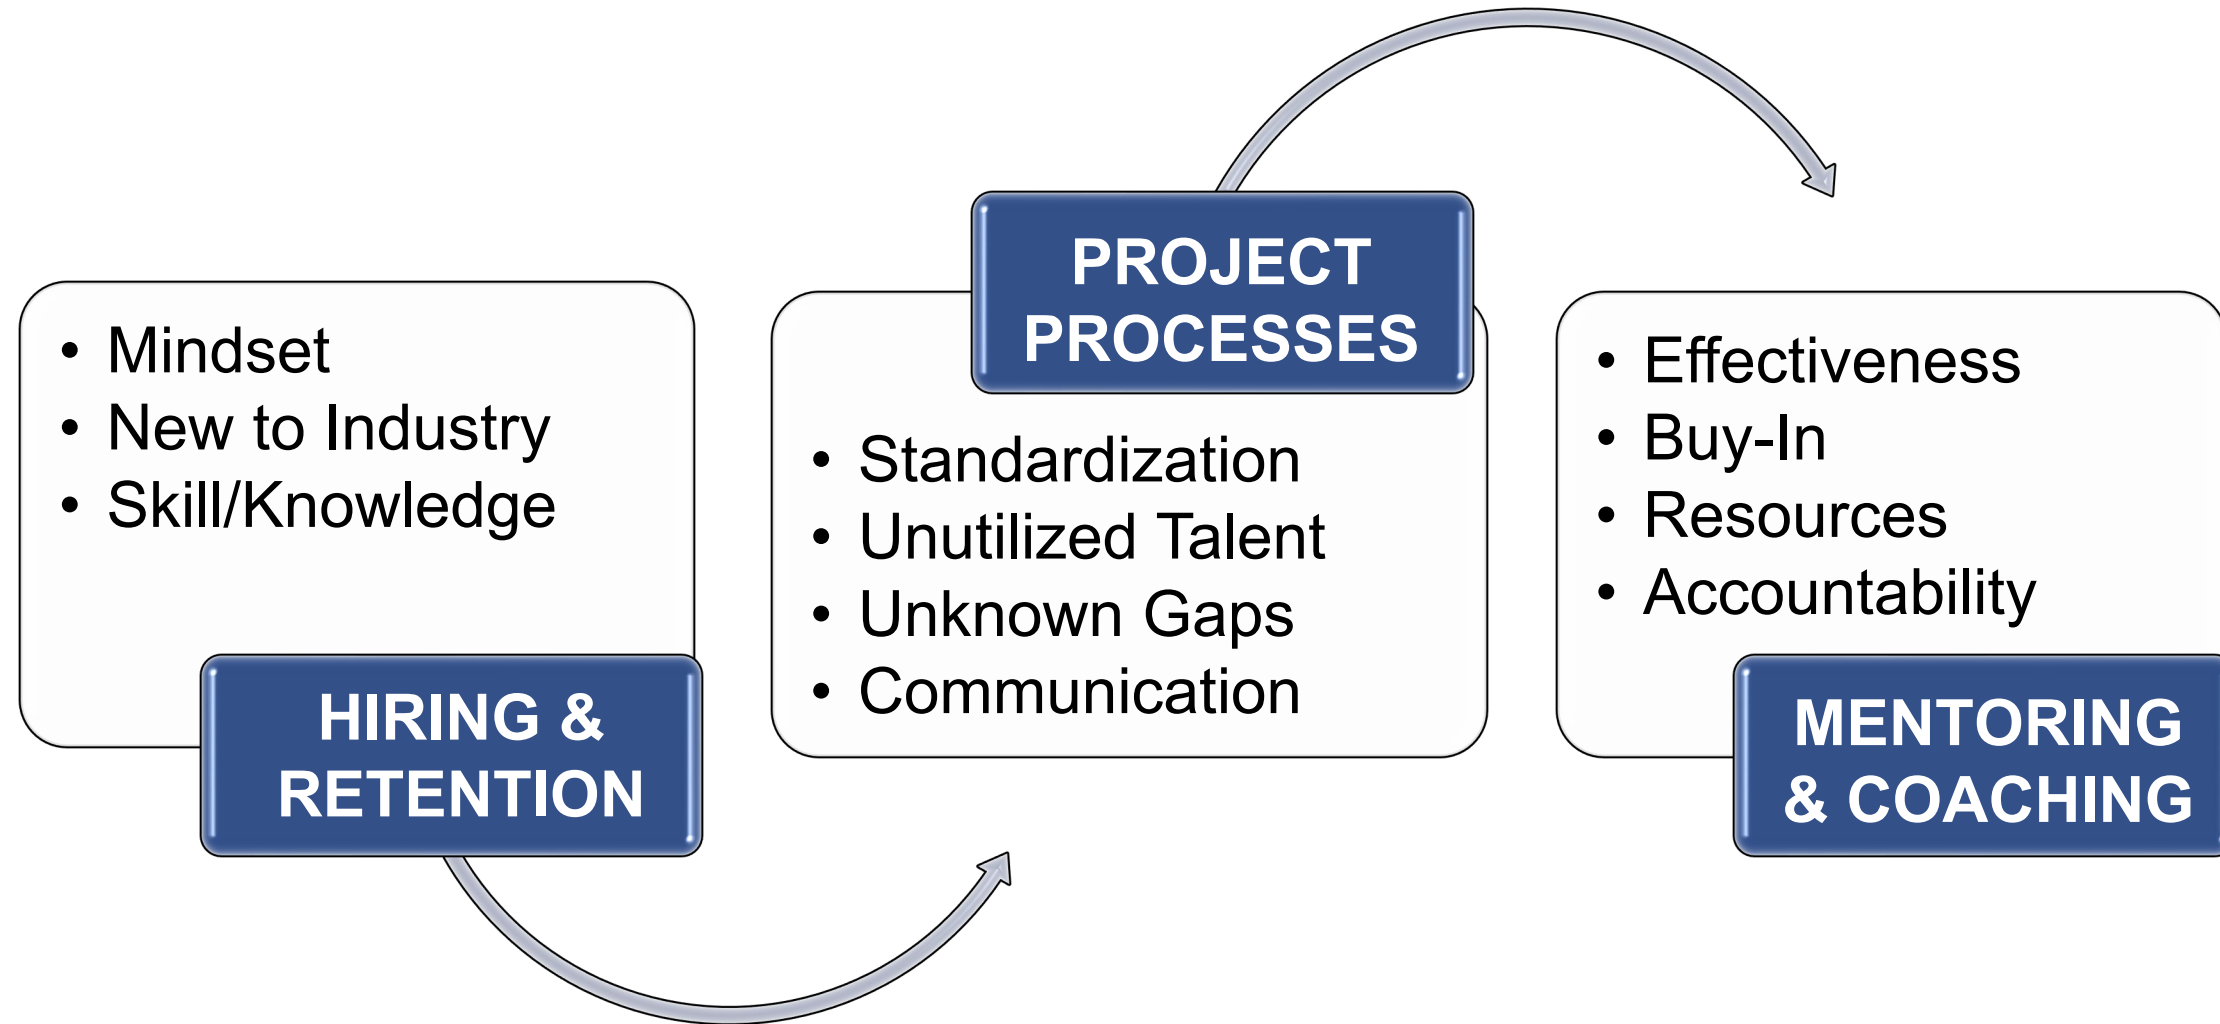 • Mindset
• New to Industry
• Skill/Knowledge
HIRING &
RETENTION
PROJECT
PROCESSES
• Standardization
• Unutilized Talent
• Unknown Gaps
• Communication
• Effectiveness
• Buy-In
• Resources
• Accountability
MENTORING
& COACHING